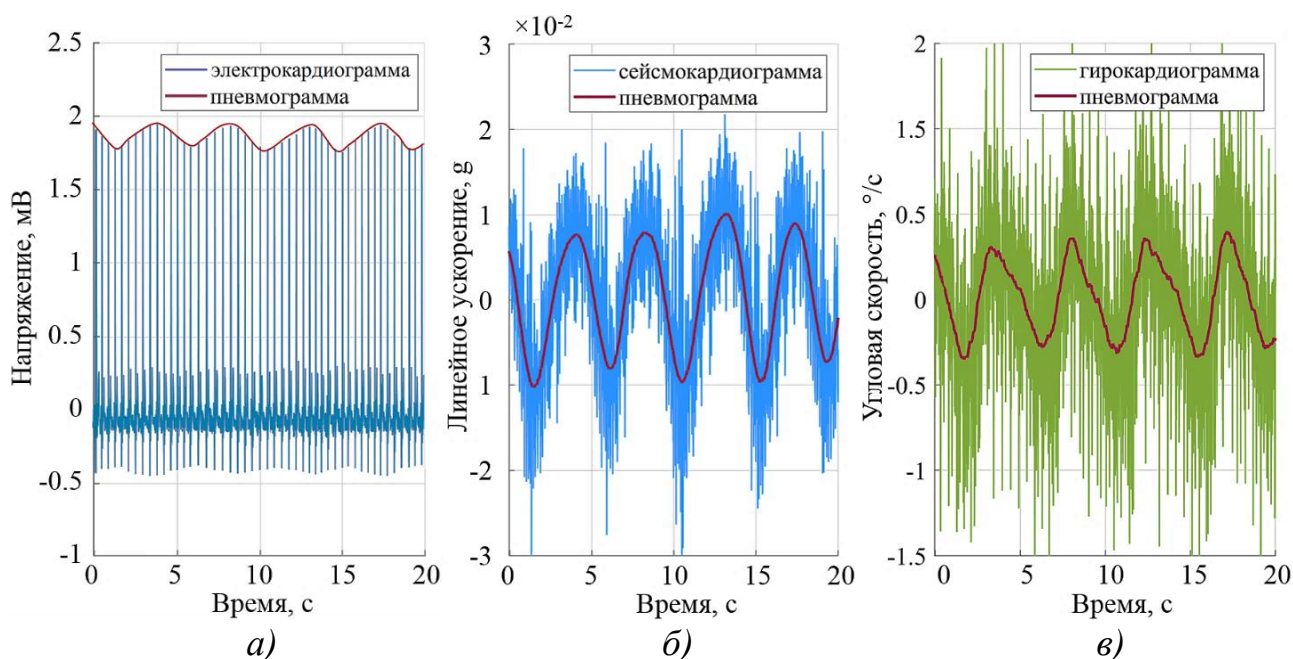 2.5
2
1.5
1
0.5
0
-0.5
-1
Напряжение, мВ
электрокардиограмма
пневмограмма
0
5
10
15
20
Время, с
а)
×10-2
3
2
1
0
1
-2
-3
Линейное ускорение, g
сейсмокардиограмма
пневмограмма
0
5
10
15
20
Время, с
б)
2
1.5
0.5
0
-0.5
-1
-1.5
Угловая скорость, °/с
гирокардиограмма
пневмограмма
0
5
10
15
20
Время, с
в)